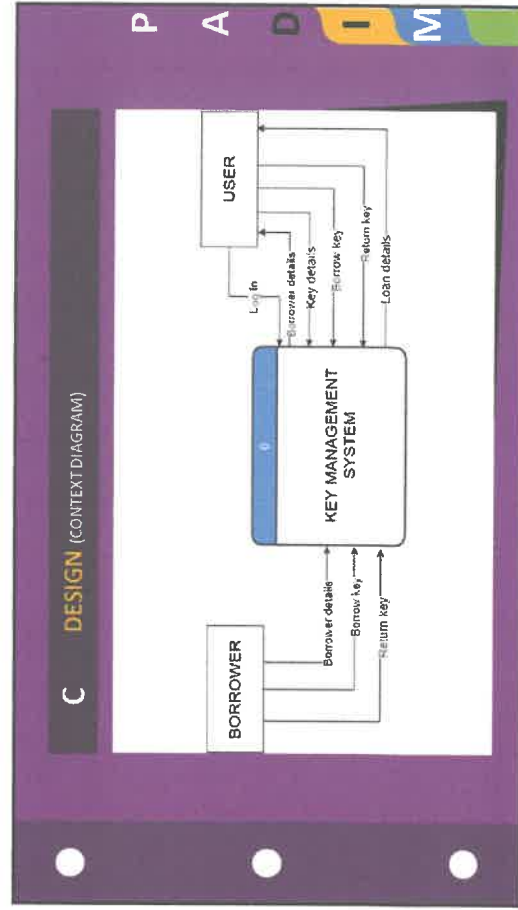 C
DESIGN (CONTEXT DIAGRAM)
P
A
D
I
M
BORROWER
Borrower details
Borrow key
Return key
0
KEY MANAGEMENT
SYSTEM
USER
Log in
Borrower details
Key details
Borrow key
Return key
Loan details